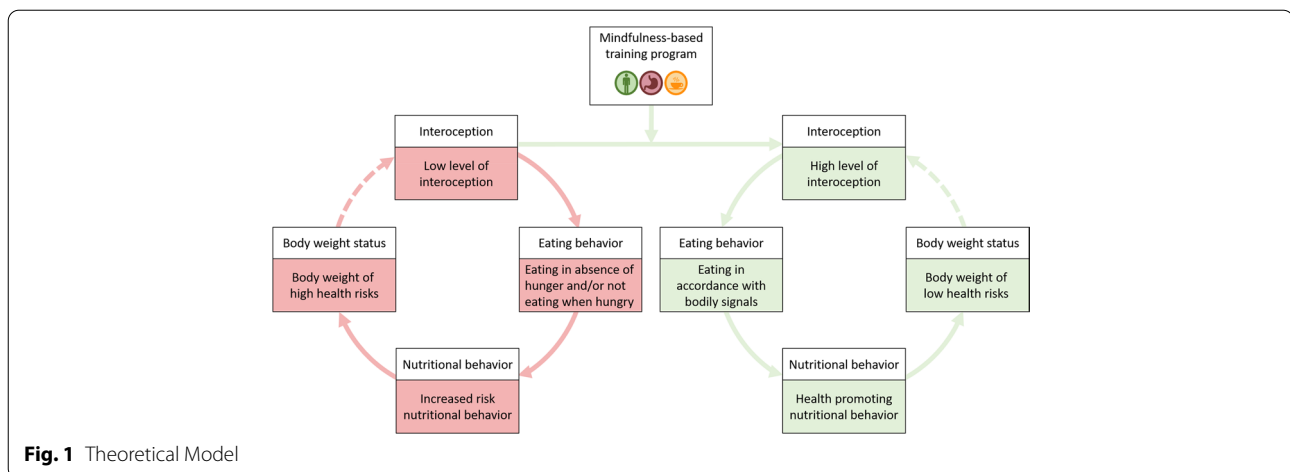 Mindfulness-based
training program
Interoception
Low level of
interoception
Interoception
High level of
interoception
Body weight status
Body weight of
high health risks
Eating behavior
Eating in absence of
hunger and/or not
eating when hungry
Eating behavior
Eating in
accordance with
bodily signals
Body weight status
Body weight of
low health risks
Nutritional behavior
Increased risk
nutritional behavior
Nutritional behavior
Health promoting
nutritional behavior
Fig. 1 Theoretical Model